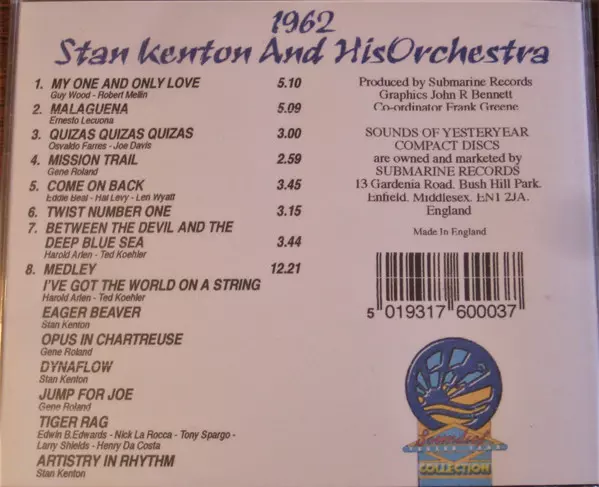 1962
Stan Kenton And HisOrchestra
1. MY ONE AND ONLY LOVE 5.10
Guy Wood - Robert Mellin
2. MALAGUENA 5.09
Ernesto Lecuona
3. QUIZAS QUIZAS QUIZAS 3.00
Osvaldo Farres - Joe Davis
4. MISSION TRAIL 2.59
Gene Roland
5. COME ON BACK 3.45
Eddie Beal - Hal Levy - Len Wyatt
6. TWIST NUMBER ONE 3.15
7. BETWEEN THE DEVIL AND THE
DEEP BLUE SEA 3.44
Harold Arlen - Ted Koehler
8. MEDLEY 12.21
I'VE GOT THE WORLD ON A STRING
Harold Arlen - Ted Koehler
EAGER BEAVER
Stan Kenton
OPUS IN CHARTREUSE
Gene Roland
DYNAFLOW
Stan Kenton
JUMP FOR JOE
Gene Roland
TIGER RAG
Edwin B.Edwards - Nick La Rocca - Tony Spargo -
Larry Shields - Henry Da Costa
ARTISTRY IN RHYTHM
Stan Kenton
Produced by Submarine Records
Graphics John R Bennett
Co-ordinator Frank Greene
SOUNDS OF YESTERYEAR
COMPACT DISCS
are owned and marketed by
SUBMARINE RECORDS
13 Gardenia Road, Bush Hill Park,
Enfield, Middlesex, EN1 2JA.
England
Made In England
5 019317 600037
Sounds of
COLLECTION